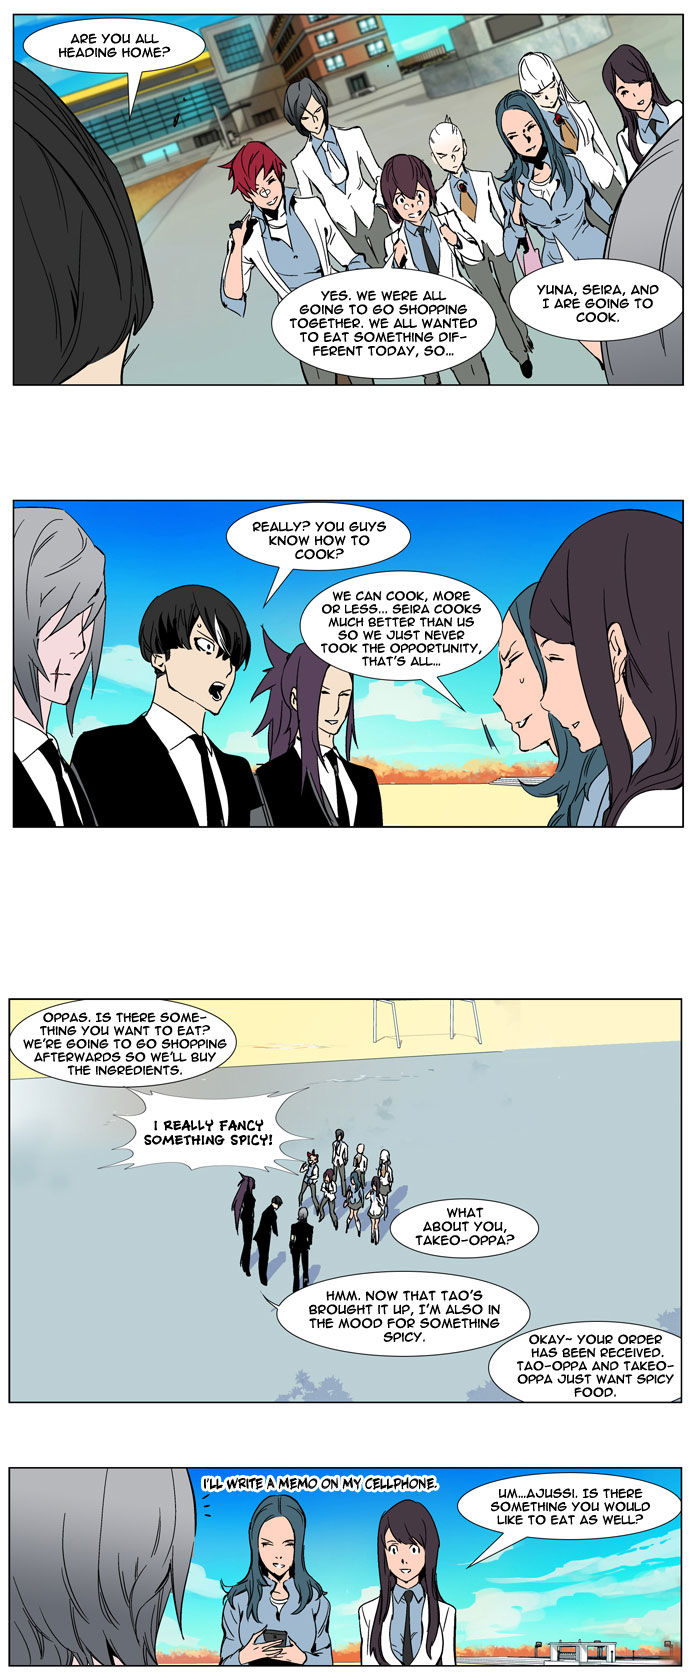 ARE YOU ALL
HEADING HOME?
YES. WE WERE ALL
GOING TO GO SHOPPING
TOGETHER. WE ALL WANTED
TO EAT SOMETHING DIF-
FERENT TODAY, SO...
YUNA, SEIRA, AND
I ARE GOING TO
COOK.
REALLY? YOU GUYS
KNOW HOW TO
COOK?
WE CAN COOK, MORE
OR LESS... SEIRA COOKS
MUCH BETTER THAN US
SO WE JUST NEVER
TOOK THE OPPORTUNITY,
THAT'S ALL...
OPPAS. IS THERE SOME-
THING YOU WANT TO EAT?
WE'RE GOING TO GO SHOPPING
AFTERWARDS SO WE'LL BUY
THE INGREDIENTS.
I REALLY FANCY
SOMETHING SPICY!
WHAT
ABOUT YOU,
TAKEO-OPPA?
HMM. NOW THAT TAO'S
BROUGHT IT UP, I'M ALSO IN
THE MOOD FOR SOMETHING
SPICY.
OKAY~ YOUR ORDER
HAS BEEN RECEIVED.
TAO-OPPA AND TAKEO-
OPPA JUST WANT SPICY
FOOD.
I'LL WRITE A MEMO ON MY CELLPHONE.
UM...AJUSSI. IS THERE
SOMETHING YOU WOULD
LIKE TO EAT AS WELL?